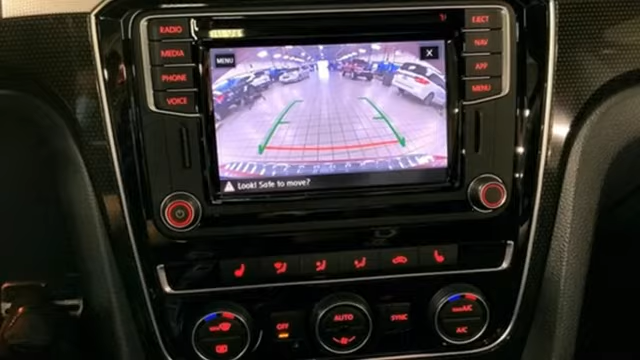 RADIO
MEDIA
PHONE
VOICE
EJECT
NAV
APP
MENU
MENU
X
Look! Safe to move?
OFF
AUTO
SYNC
A/C
A/C